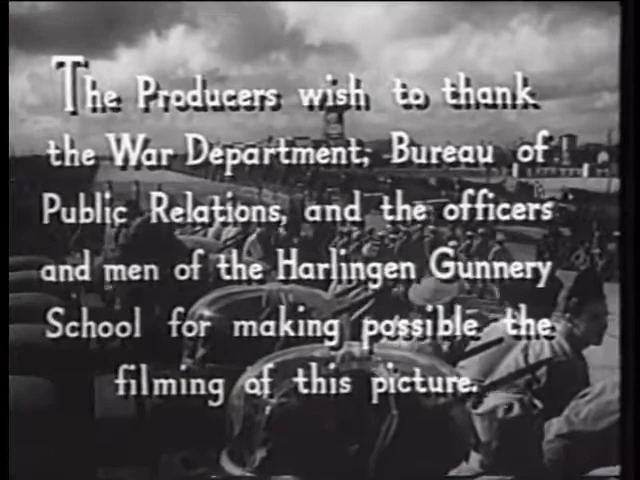 The Producers wish to thank
the War Department, Bureau of
Public Relations, and the officers
and men of the Harlingen Gunnery
School for making possible the
filming of this picture.